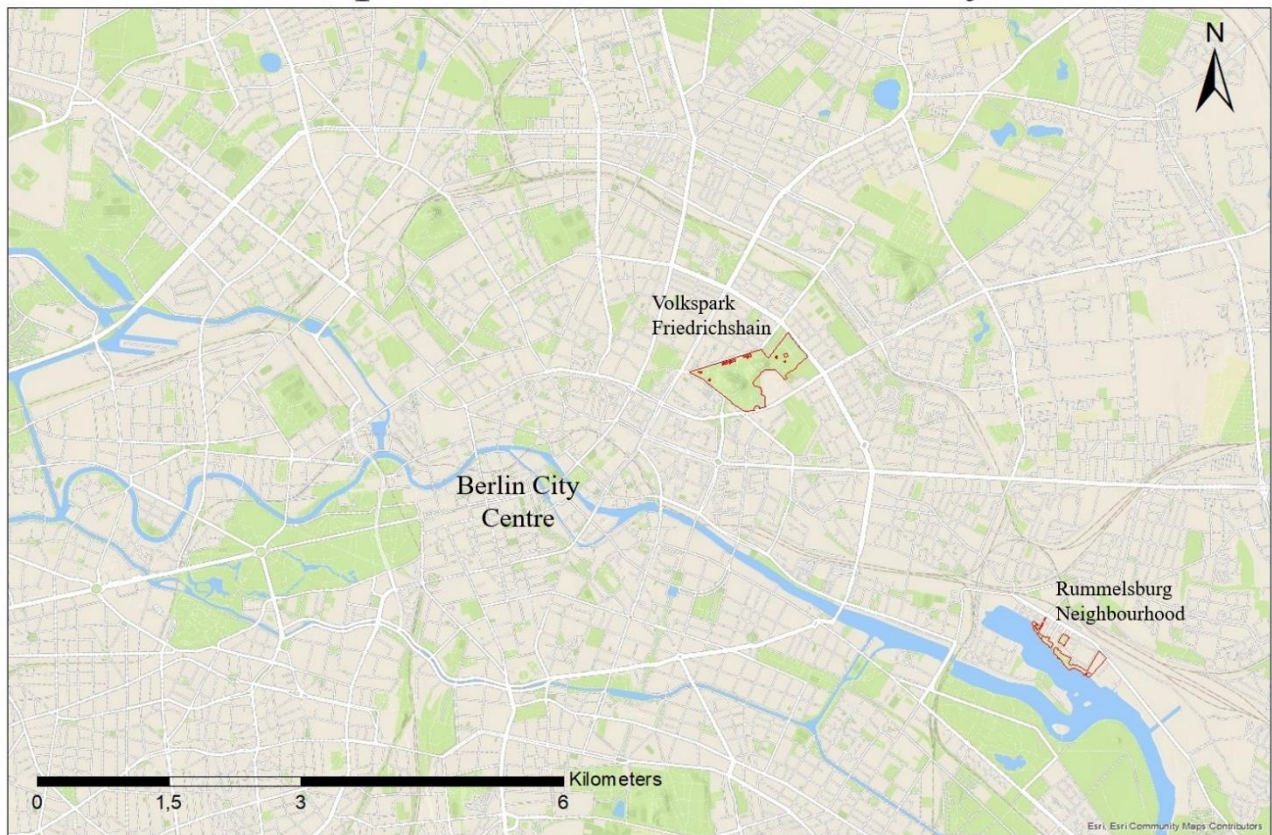 N
Volkspark
Friedrichshain
Berlin City
Centre
Rummelsburg
Neighbourhood
Kilometers
0 1,5 3 6
Esri, Esri Community Maps Contributors